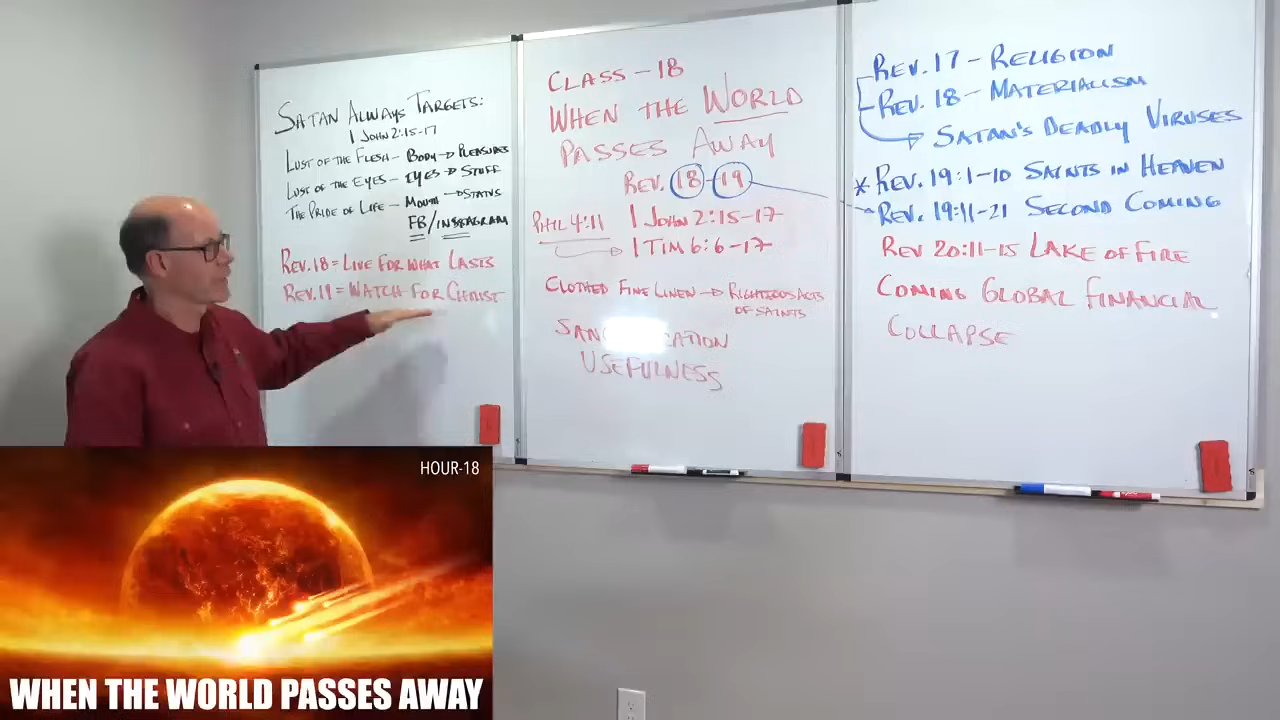 SATAN ALWAYS TARGETS:
1 JOHN 2:15-17
LUST OF THE FLESH - BODY → PLEASURES
LUST OF THE EYES - EYES → STUFF
THE PRIDE OF LIFE - MOUTH → STATUS
FB/INSTAGRAM
REV. 18 = LIVE FOR WHAT LASTS
REV. 19 = WATCH FOR CHRIST
CLASS - 18
WHEN THE WORLD
PASSES AWAY
REV. 18-19
PHIL 4:11 1 JOHN 2:15-17
1 TIM 6:6-17
CLOTHED FINE LINEN → RIGHTEOUS ACTS
OF SAINTS
USEFULNESS
REV. 17 - RELIGION
REV. 18 - MATERIALISM
SATAN'S DEADLY VIRUSES
* REV. 19:1-10 SAINTS IN HEAVEN
REV. 19:11-21 SECOND COMING
REV 20:11-15 LAKE OF FIRE
COMING GLOBAL FINANCIAL
COLLAPSE
HOUR-18
WHEN THE WORLD PASSES AWAY